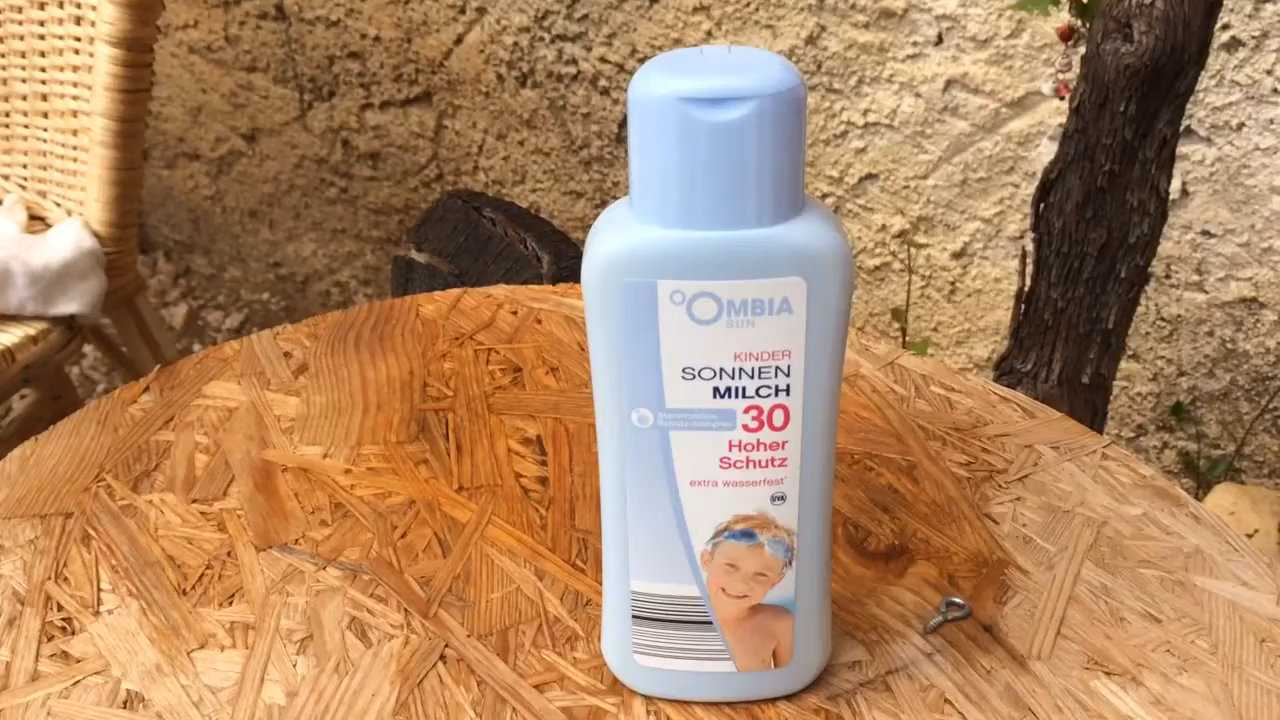 OMBIA
SUN
KINDER
SONNEN
MILCH
30
Hoher
Schutz
extra wasserfest*
UVA